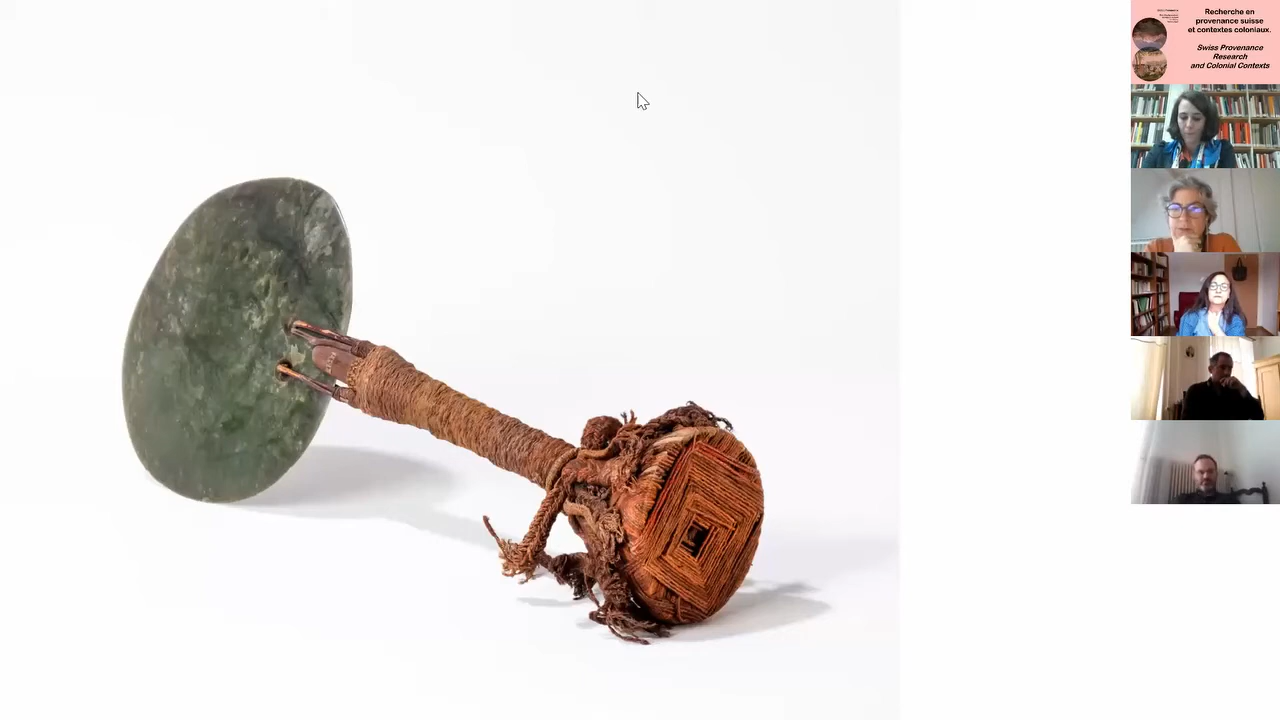 Recherche en
provenance suisse
et contextes coloniaux.
Swiss Provenance
Research
and Colonial Contexts